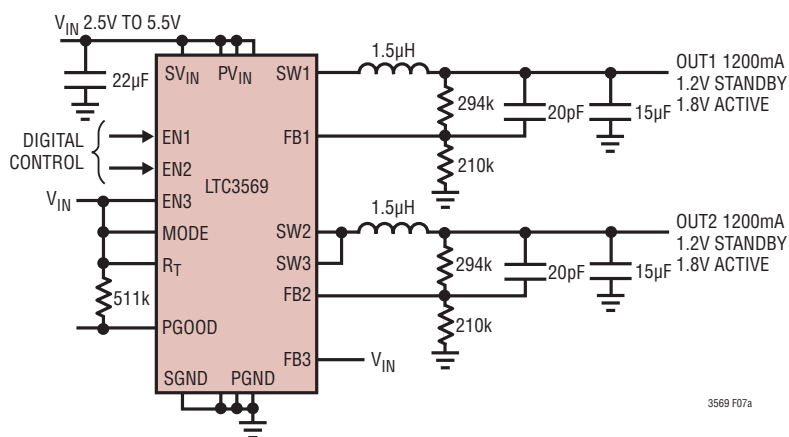 VIN 2.5V TO 5.5V
22µF
SVIN PVIN SW1
1.5µH
OUT1 1200mA
1.2V STANDBY
1.8V ACTIVE
294k
20pF
15µF
DIGITAL
CONTROL
EN1
EN2
FB1
210k
LTC3569
VIN
EN3
MODE
RT
511k
PGOOD
SW2
SW3
1.5µH
OUT2 1200mA
1.2V STANDBY
1.8V ACTIVE
294k
20pF
15µF
FB2
210k
FB3
VIN
SGND PGND
3569 F07a